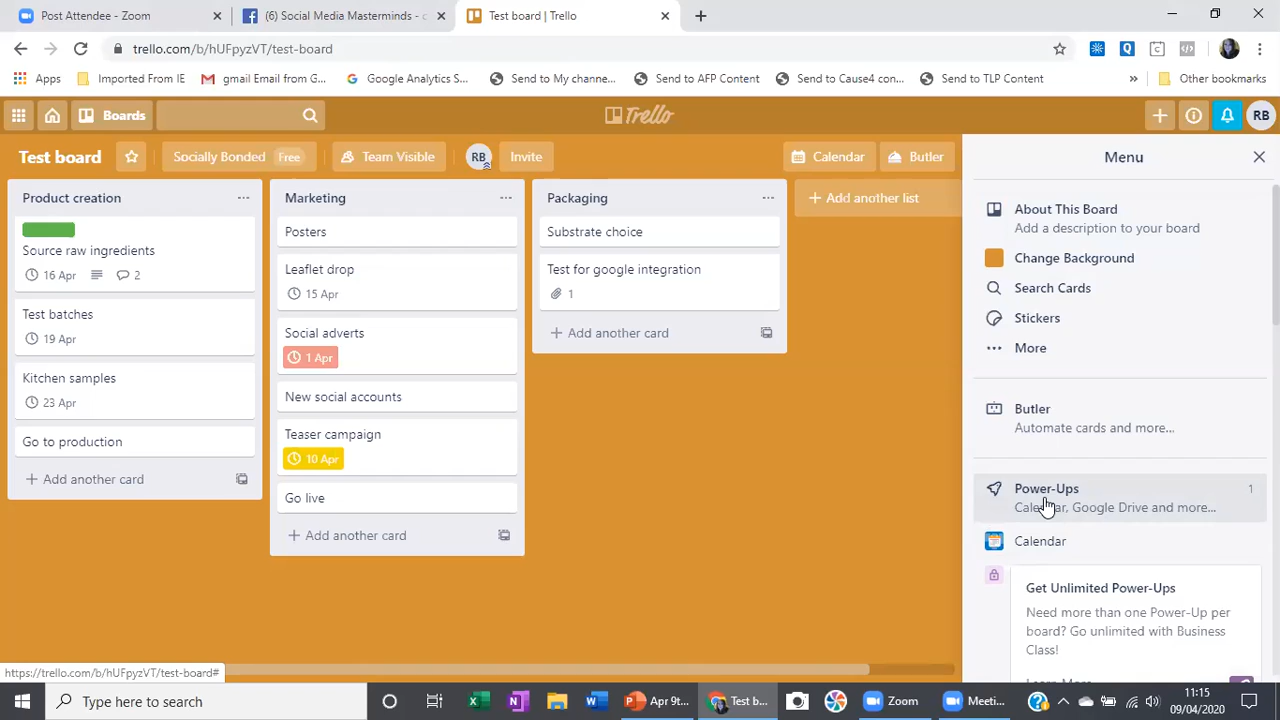 Post Attendee - Zoom
(6) Social Media Masterminds - c
Test board | Trello
trello.com/b/hUFpyzVT/test-board
Apps
Imported From IE
gmail Email from G...
Google Analytics S...
Send to My channe...
Send to AFP Content
Send to Cause4 con...
Send to TLP Content
»
Other bookmarks
Boards
Trello
RB
Test board
Socially Bonded Free
Team Visible
RB
Invite
Calendar
Butler
Menu
Product creation
Source raw ingredients
16 Apr
2
Test batches
19 Apr
Kitchen samples
23 Apr
Go to production
+ Add another card
Marketing
Posters
Leaflet drop
15 Apr
Social adverts
1 Apr
New social accounts
Teaser campaign
10 Apr
Go live
+ Add another card
Packaging
Substrate choice
Test for google integration
1
+ Add another card
+ Add another list
About This Board
Add a description to your board
Change Background
Search Cards
Stickers
More
Butler
Automate cards and more...
Power-Ups 1
Calendar, Google Drive and more...
Calendar
Get Unlimited Power-Ups
Need more than one Power-Up per
board? Go unlimited with Business
Class!
https://trello.com/b/hUFpyzVT/test-board#
Type here to search
Apr 9t...
Test b...
Zoom
Meeti...
11:15
09/04/2020